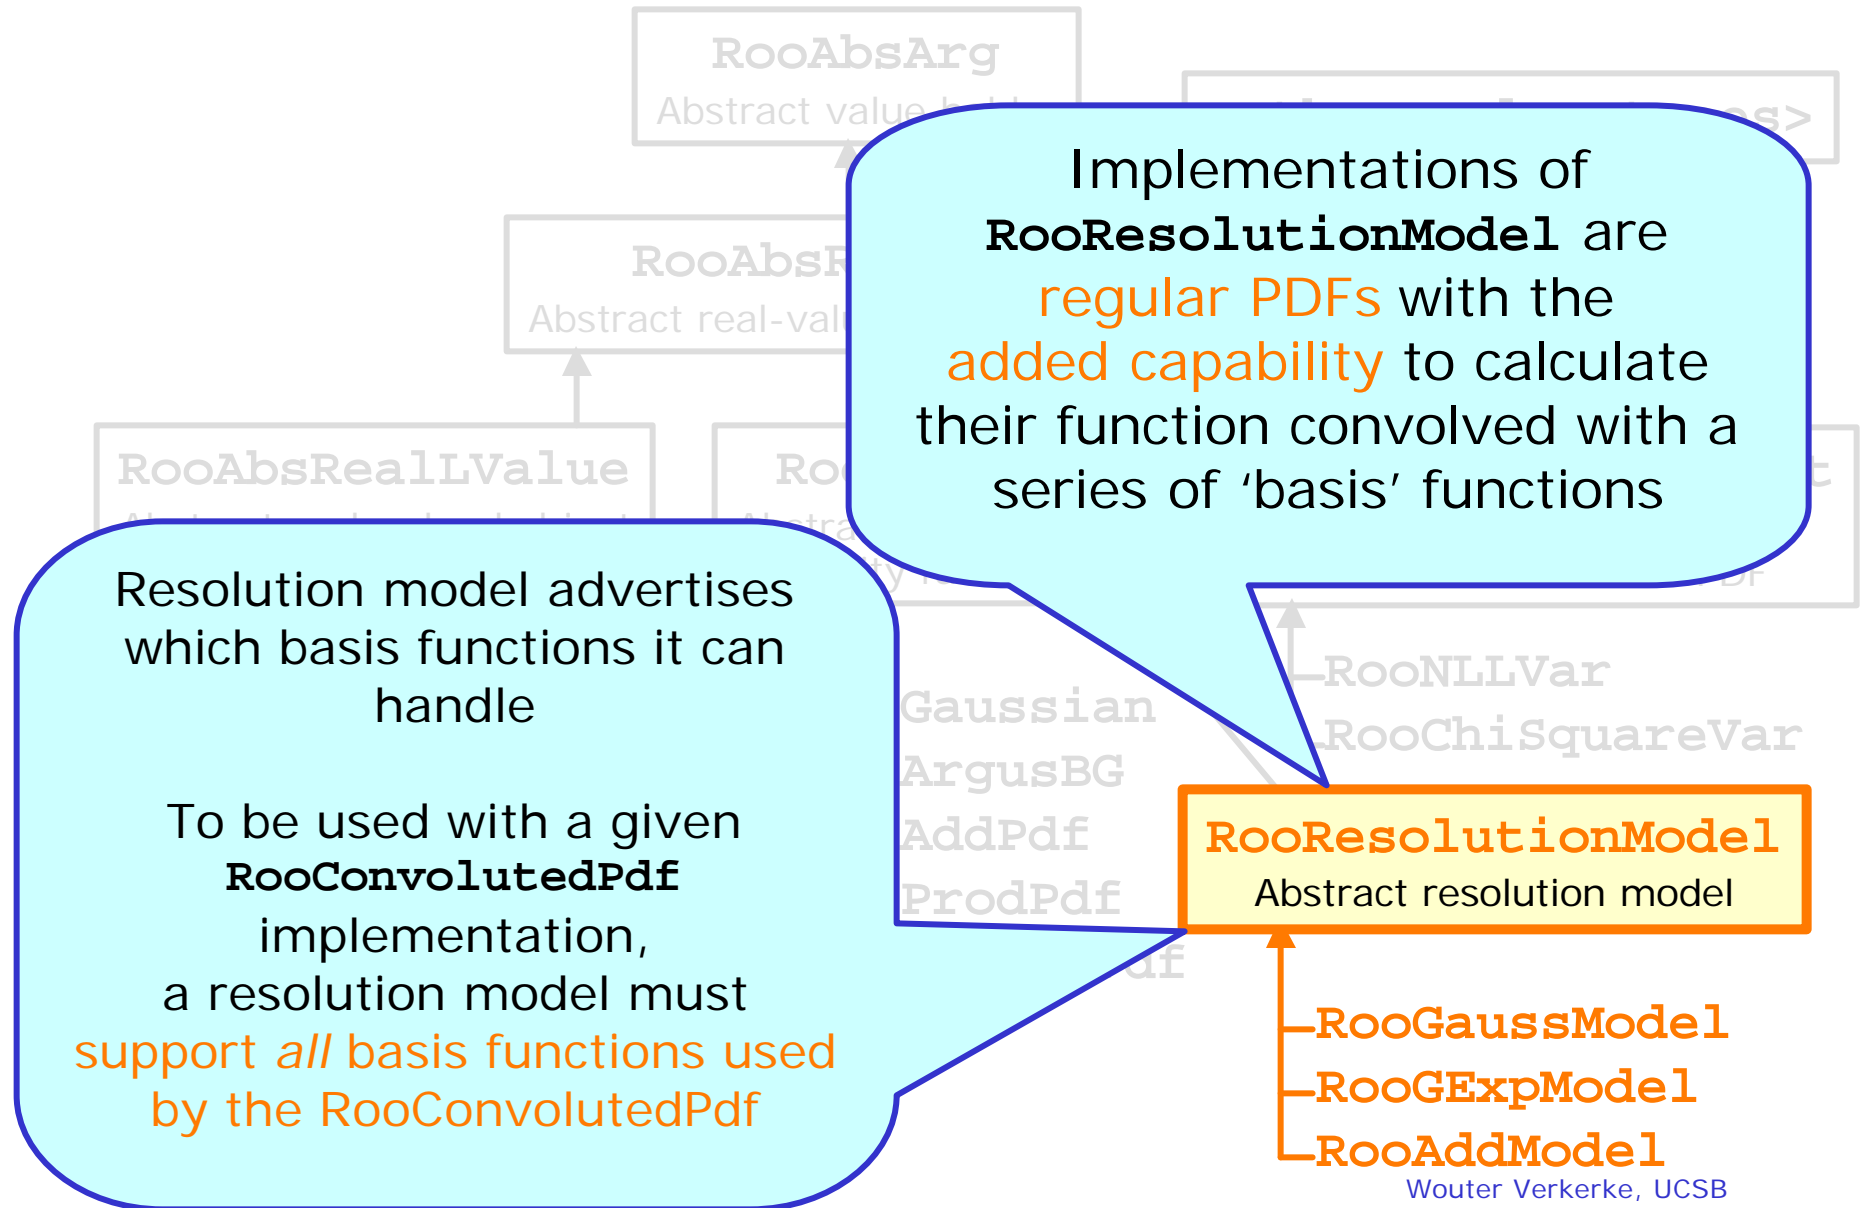 RooAbsArg
Abstract value
Implementations of
RooResolutionModel are
regular PDFs with the
added capability to calculate
their function convolved with a
series of ‘basis’ functions
Abstract
RooAbsRealLValue
Resolution model advertises
which basis functions it can
handle
To be used with a given
RooConvolutedPdf
implementation,
a resolution model must
support all basis functions used
by the RooConvolutedPdf
Gaussian
ArgusBG
AddPdf
ProdPdf
RooNLLVar
RooChiSquareVar
RooResolutionModel
Abstract resolution model
RooGaussModel
RooGExpModel
RooAddModel
Wouter Verkerke, UCSB